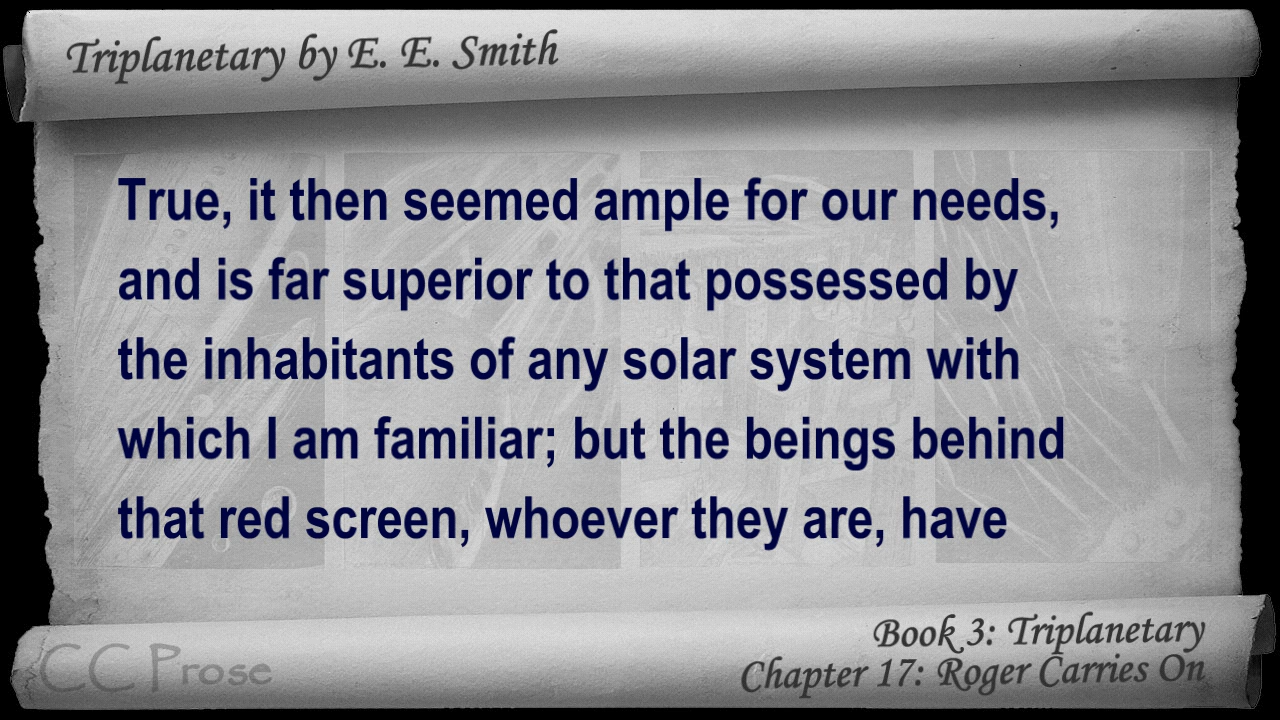 Triplanetary by E. E. Smith
True, it then seemed ample for our needs,
and is far superior to that possessed by
the inhabitants of any solar system with
which I am familiar; but the beings behind
that red screen, whoever they are, have
Book 3: Triplanetary
Chapter 17: Roger Carries On
CC Prose